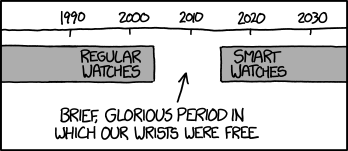 1990 2000 2010 2020 2030
REGULAR WATCHES
SMART WATCHES
BRIEF, GLORIOUS PERIOD IN
WHICH OUR WRISTS WERE FREE.